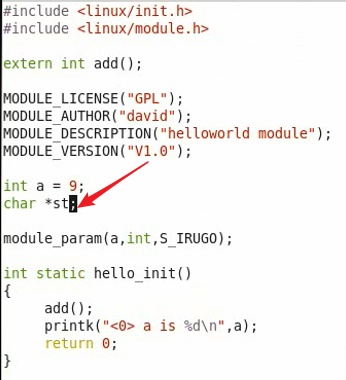 #include <linux/init.h>
#include <linux/module.h>
extern int add();
MODULE_LICENSE("GPL");
MODULE_AUTHOR("david");
MODULE_DESCRIPTION("helloworld module");
MODULE_VERSION("V1.0");
int a = 9;
char *st;
module_param(a,int,S_IRUGO);
int static hello_init()
{
add();
printk("<0> a is %d\n",a);
return 0;
}